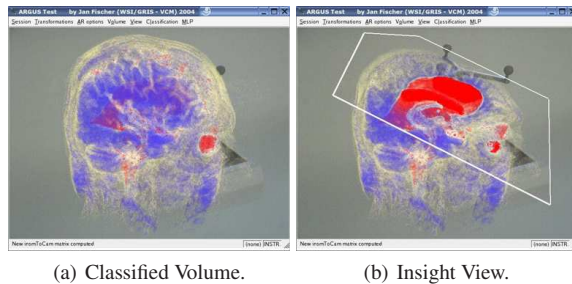 ARGUS Test by Jan Fischer (WSI/GRIS - VCM) 2004
Session Transformations AR options Volume View Classification MLP
New iromToCam-matrix computed
(none) INSTR.
(a) Classified Volume.
ARGUS Test by Jan Fischer (WSI/GRIS - VCM) 2004
Session Transformations AR options Volume View Classification MLP
New iromToCam-matrix computed
(none) INSTR.
(b) Insight View.